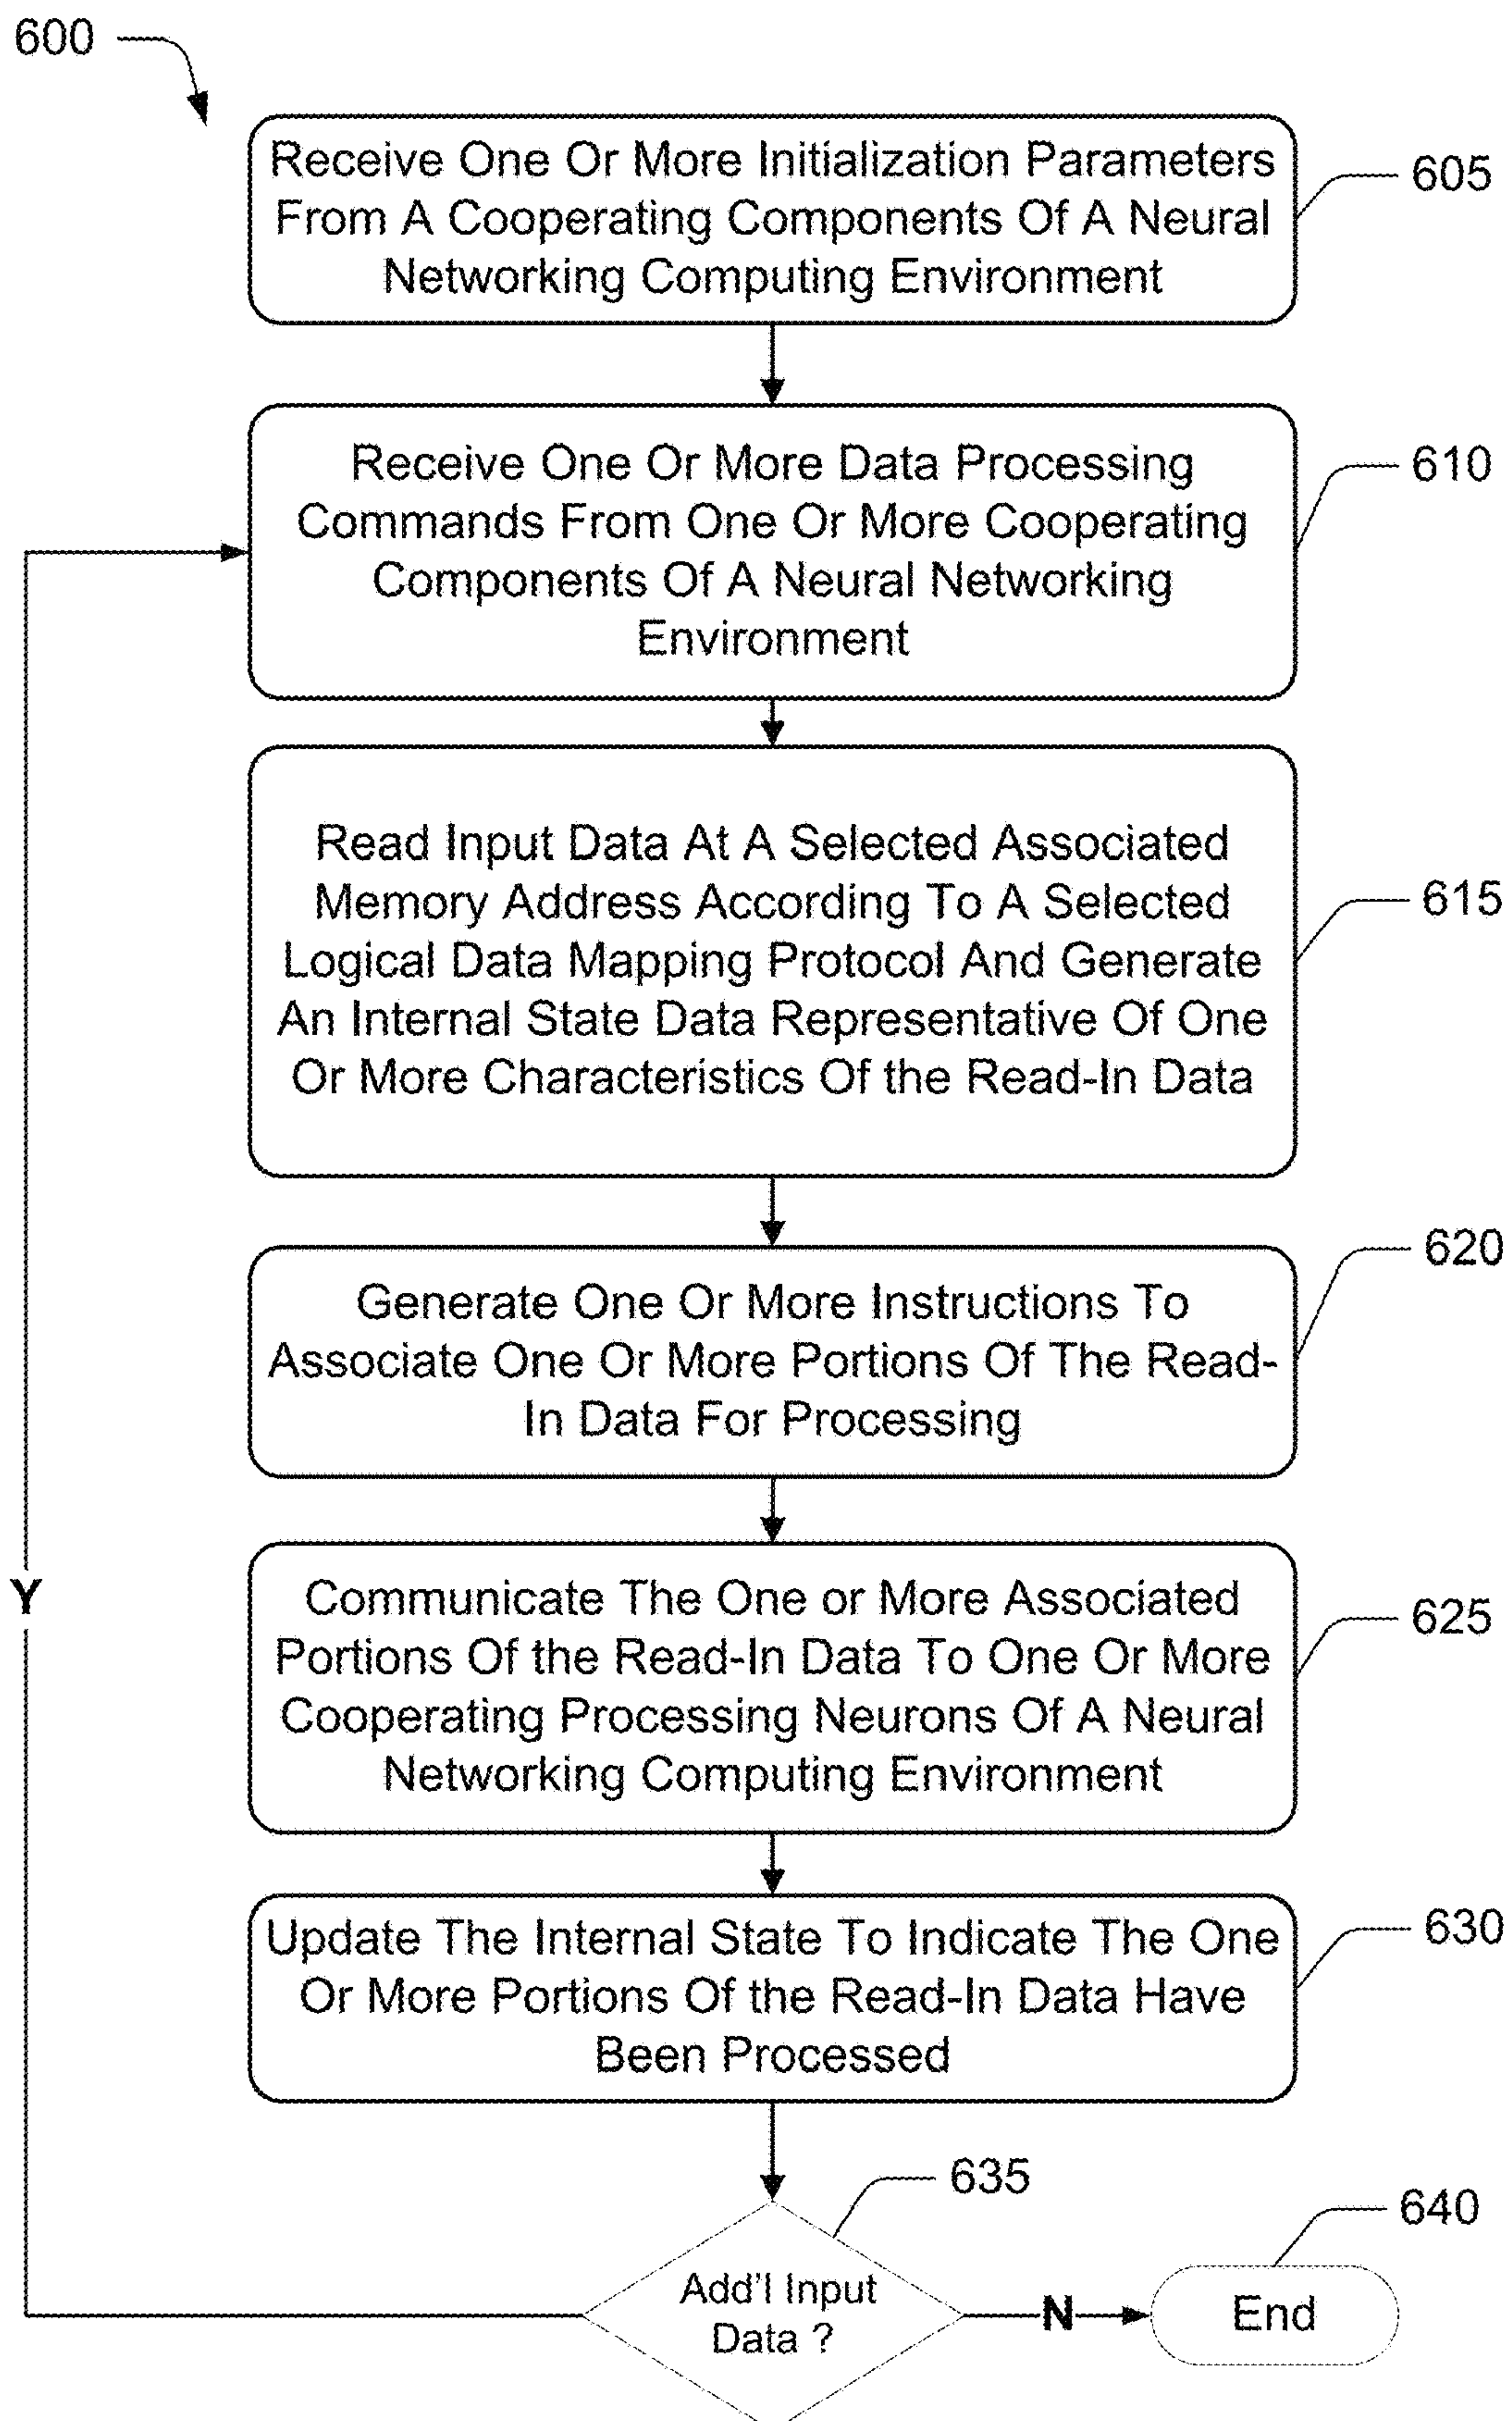 600
Receive One Or More Initialization Parameters
From A Cooperating Components Of A Neural
Networking Computing Environment
605
Receive One Or More Data Processing
Commands From One Or More Cooperating
Components Of A Neural Networking
Environment
610
Read Input Data At A Selected Associated
Memory Address According To A Selected
Logical Data Mapping Protocol And Generate
An Internal State Data Representative Of One
Or More Characteristics Of the Read-In Data
615
Generate One Or More Instructions To
Associate One Or More Portions Of The Read-
In Data For Processing
620
Communicate The One or More Associated
Portions Of the Read-In Data To One Or More
Cooperating Processing Neurons Of A Neural
Networking Computing Environment
625
Y
Update The Internal State To Indicate The One
Or More Portions Of the Read-In Data Have
Been Processed
630
635
Add'l Input
Data ?
N
640
End